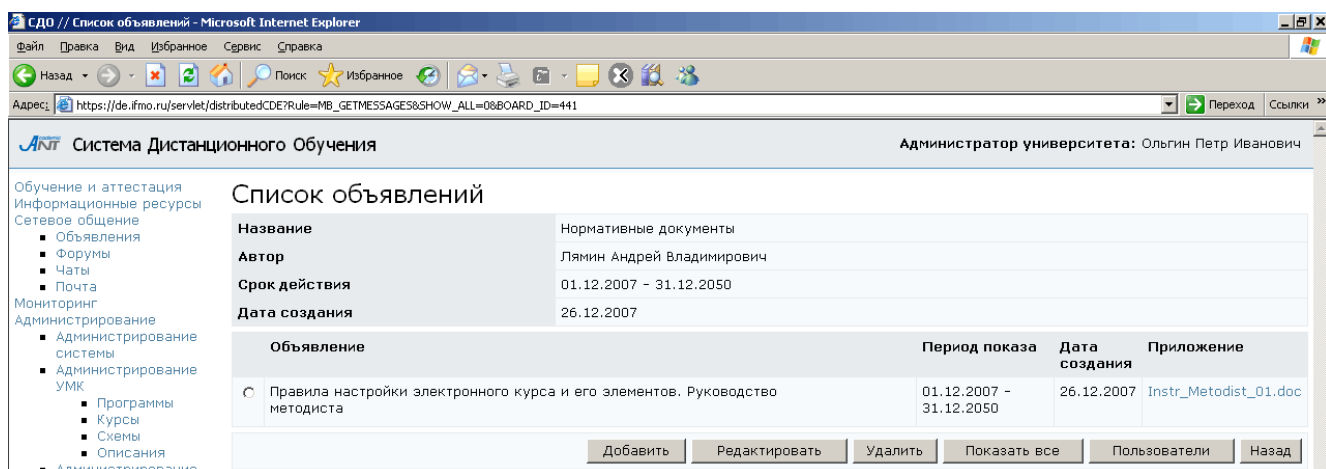 СДО // Список объявлений - Microsoft Internet Explorer
Файл Правка Вид Избранное Сервис Справка
Назад Поиск Избранное
Адрес: https://de.ifmo.ru/servlet/distributedCDE?Rule=MB_GETMESSAGES&SHOW_ALL=0&BOARD_ID=441 Переход Ссылки »
Academic ANT Система Дистанционного Обучения Администратор университета: Ольгин Петр Иванович
Обучение и аттестация
Информационные ресурсы
Сетевое общение
Объявления
Форумы
Чаты
Почта
Мониторинг
Администрирование
Администрирование
системы
Администрирование
УМК
Программы
Курсы
Схемы
Описания
Администрирование
Список объявлений
Название Нормативные документы
Автор Лямин Андрей Владимирович
Срок действия 01.12.2007 - 31.12.2050
Дата создания 26.12.2007
Объявление Период показа Дата Приложение
создания
Правила настройки электронного курса и его элементов. Руководство 01.12.2007 - 26.12.2007 Instr_Metodist_01.doc
методиста 31.12.2050
Добавить Редактировать Удалить Показать все Пользователи Назад